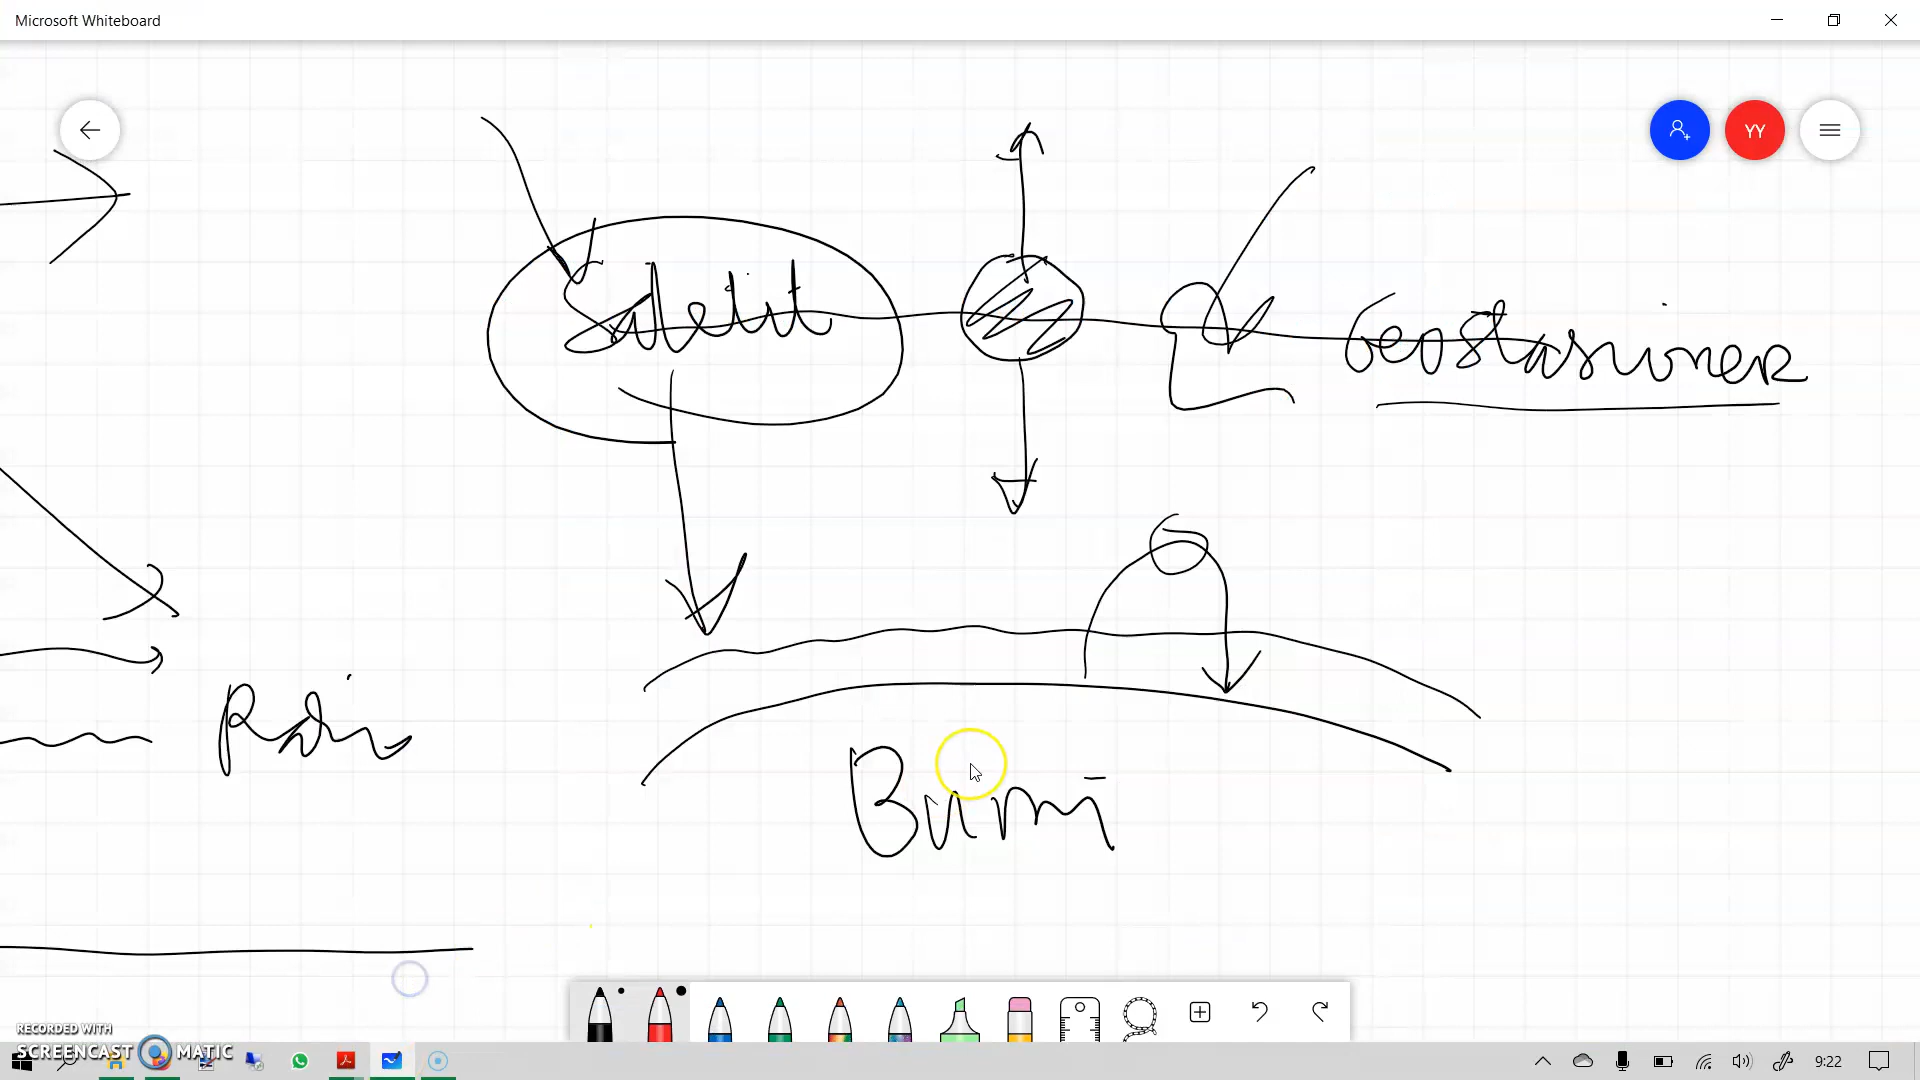 Microsoft Whiteboard
YY
Satelit
Geostasioner
Radio
Bumi
RECORDED WITH
SCREENCAST MATIC
9:22